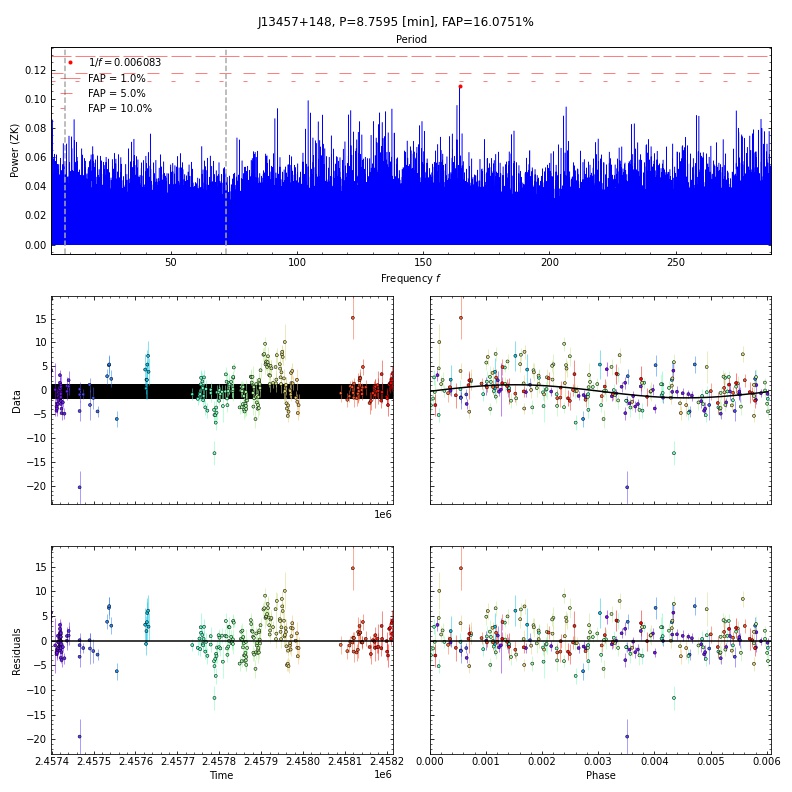 J13457+148, P=8.7595 [min], FAP=16.0751%
Period
1/f = 0.006083
FAP = 1.0%
FAP = 5.0%
FAP = 10.0%
Power (ZK)
0.12
0.10
0.08
0.06
0.04
0.02
0.00
50 100 150 200 250
Frequency f
Data
15
10
5
0
−5
−10
−15
−20
1e6
Residuals
15
10
5
0
−5
−10
−15
−20
2.4574 2.4575 2.4576 2.4577 2.4578 2.4579 2.4580 2.4581 2.4582
Time
1e6
0.000 0.001 0.002 0.003 0.004 0.005 0.006
Phase